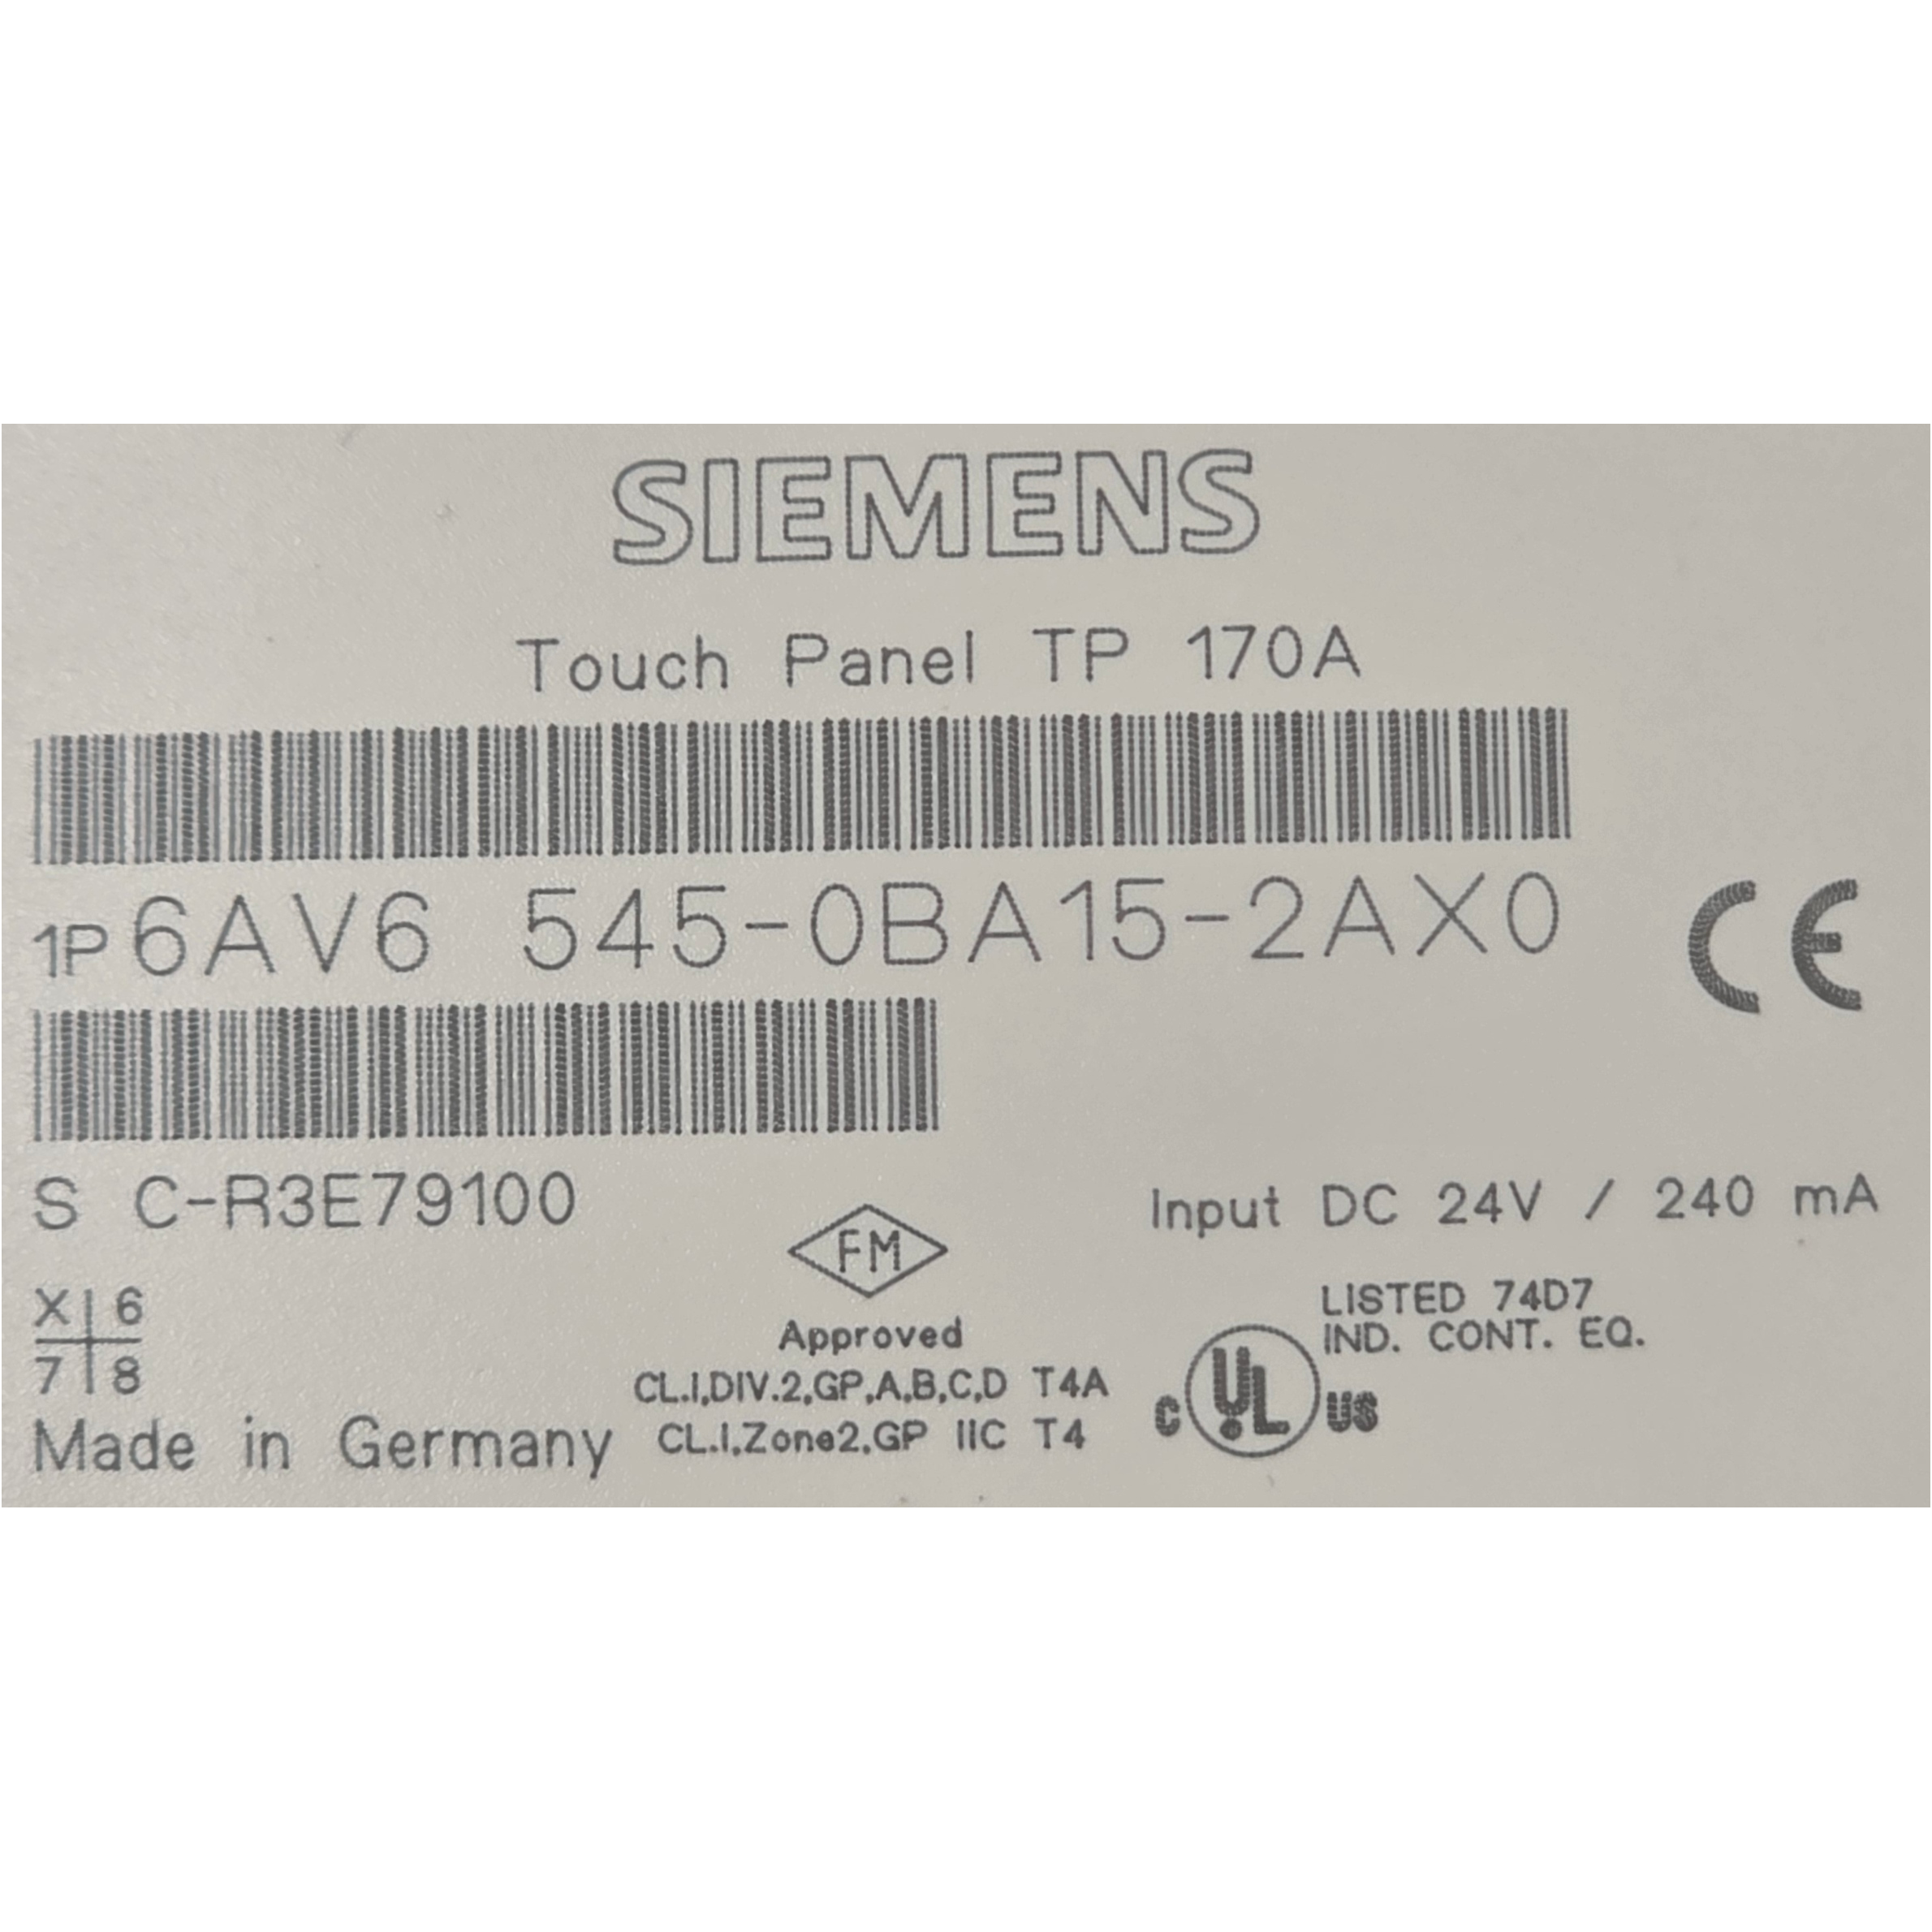 SIEMENS
Touch Panel TP 170A
1P 6AV6 545-0BA15-2AX0
CE
S C-R3E79100
Input DC 24V / 240 mA
FM
X 6
7 8
Approved
CL.I,DIV.2,GP,A,B,C,D T4A
CL.I,Zone2,GP IIC T4
LISTED 74D7
IND. CONT. EQ.
C UL US
Made in Germany